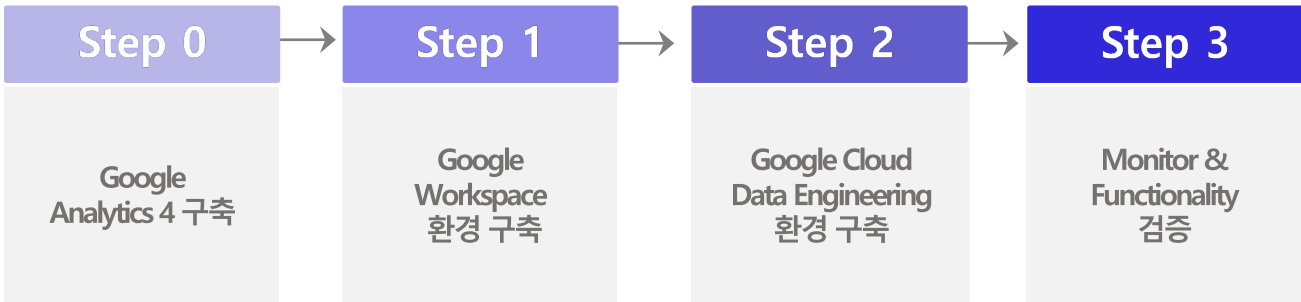 Step 0
Step 1
Step 2
Step 3
Google
Analytics 4 구축
Google
Workspace
환경 구축
Google Cloud
Data Engineering
환경 구축
Monitor &
Functionality
검증